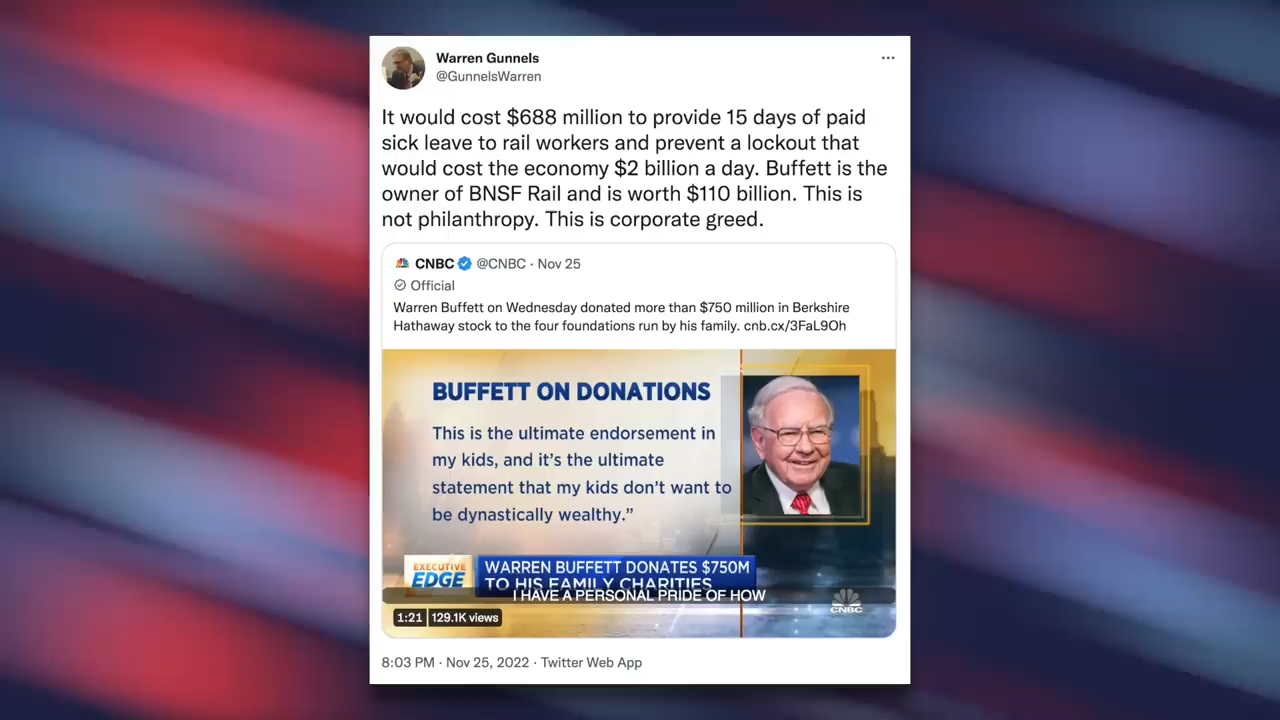 Warren Gunnels
@GunnelsWarren
It would cost $688 million to provide 15 days of paid
sick leave to rail workers and prevent a lockout that
would cost the economy $2 billion a day. Buffett is the
owner of BNSF Rail and is worth $110 billion. This is
not philanthropy. This is corporate greed.
CNBC @CNBC · Nov 25
Official
Warren Buffett on Wednesday donated more than $750 million in Berkshire
Hathaway stock to the four foundations run by his family. cnb.cx/3FaL9Oh
BUFFETT ON DONATIONS
This is the ultimate endorsement in
my kids, and it's the ultimate
statement that my kids don't want to
be dynastically wealthy.”
EXECUTIVE
EDGE
WARREN BUFFETT DONATES $750M
TO HIS FAMILY CHARITIES
I HAVE A PERSONAL PRIDE OF HOW
CNBC
1:21 129.1K views
8:03 PM · Nov 25, 2022 · Twitter Web App